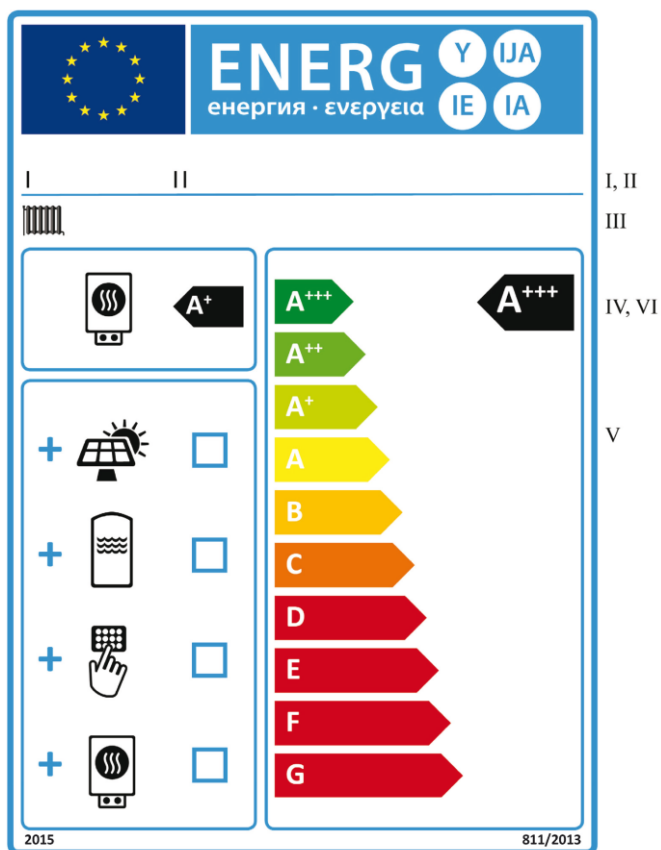 ENERG Y IJA
енергия · ενεργεια IE IA
I II
I, II
III
A+
A+++
A+++
IV, VI
A++
A+
V
A
B
C
D
E
F
G
2015 811/2013